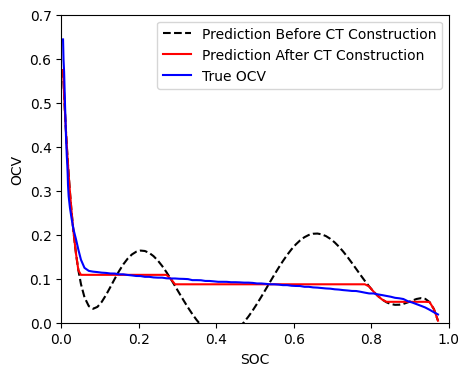 0.7
0.6
0.5
0.4
0.3
0.2
0.1
0.0
OCV
Prediction Before CT Construction
Prediction After CT Construction
True OCV
0.0 0.2 0.4 0.6 0.8 1.0
SOC